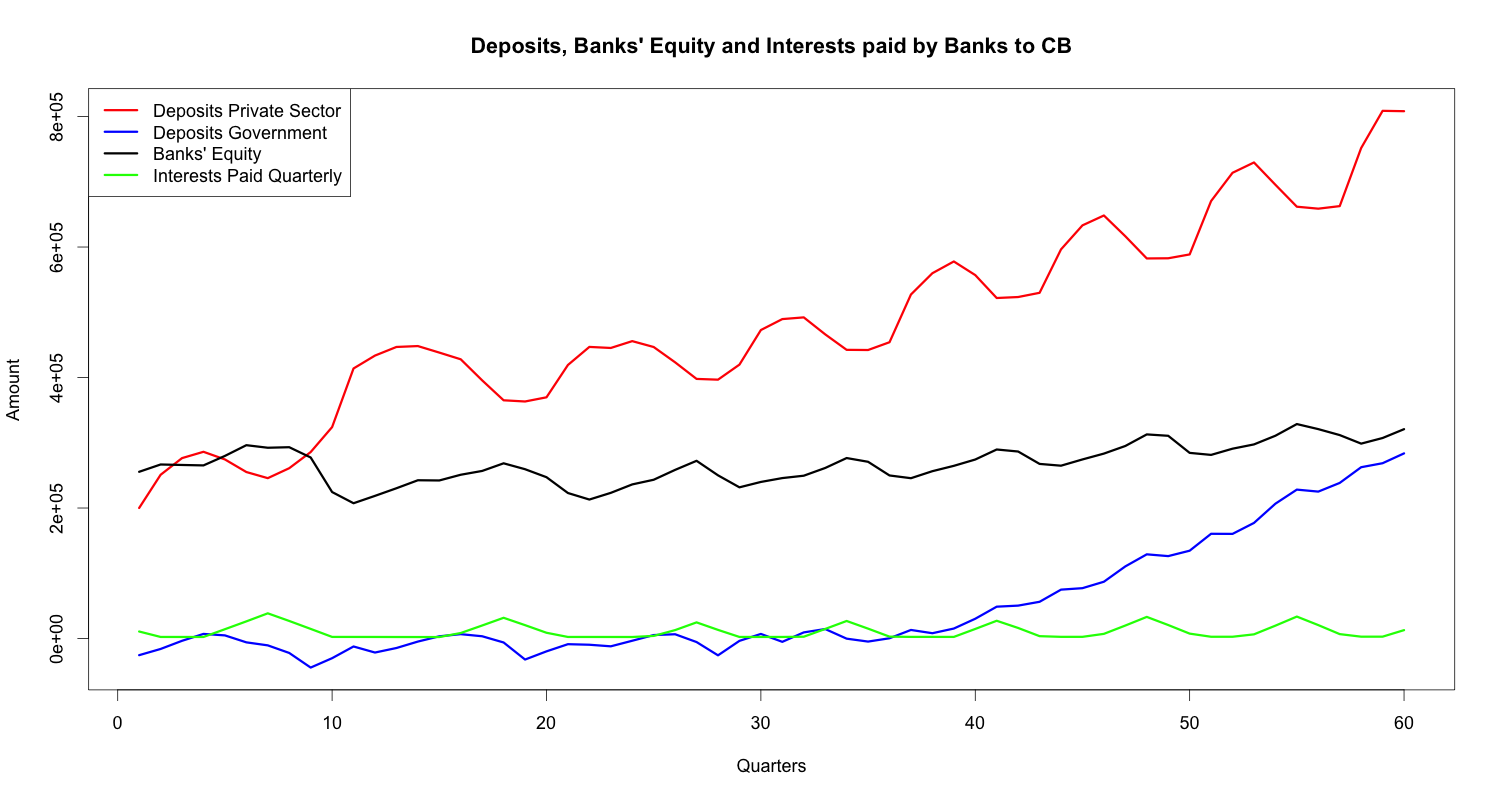 Deposits, Banks' Equity and Interests paid by Banks to CB
Deposits Private Sector
Deposits Government
Banks' Equity
Interests Paid Quarterly
8e+05
6e+05
4e+05
2e+05
0e+00
Amount
0 10 20 30 40 50 60
Quarters